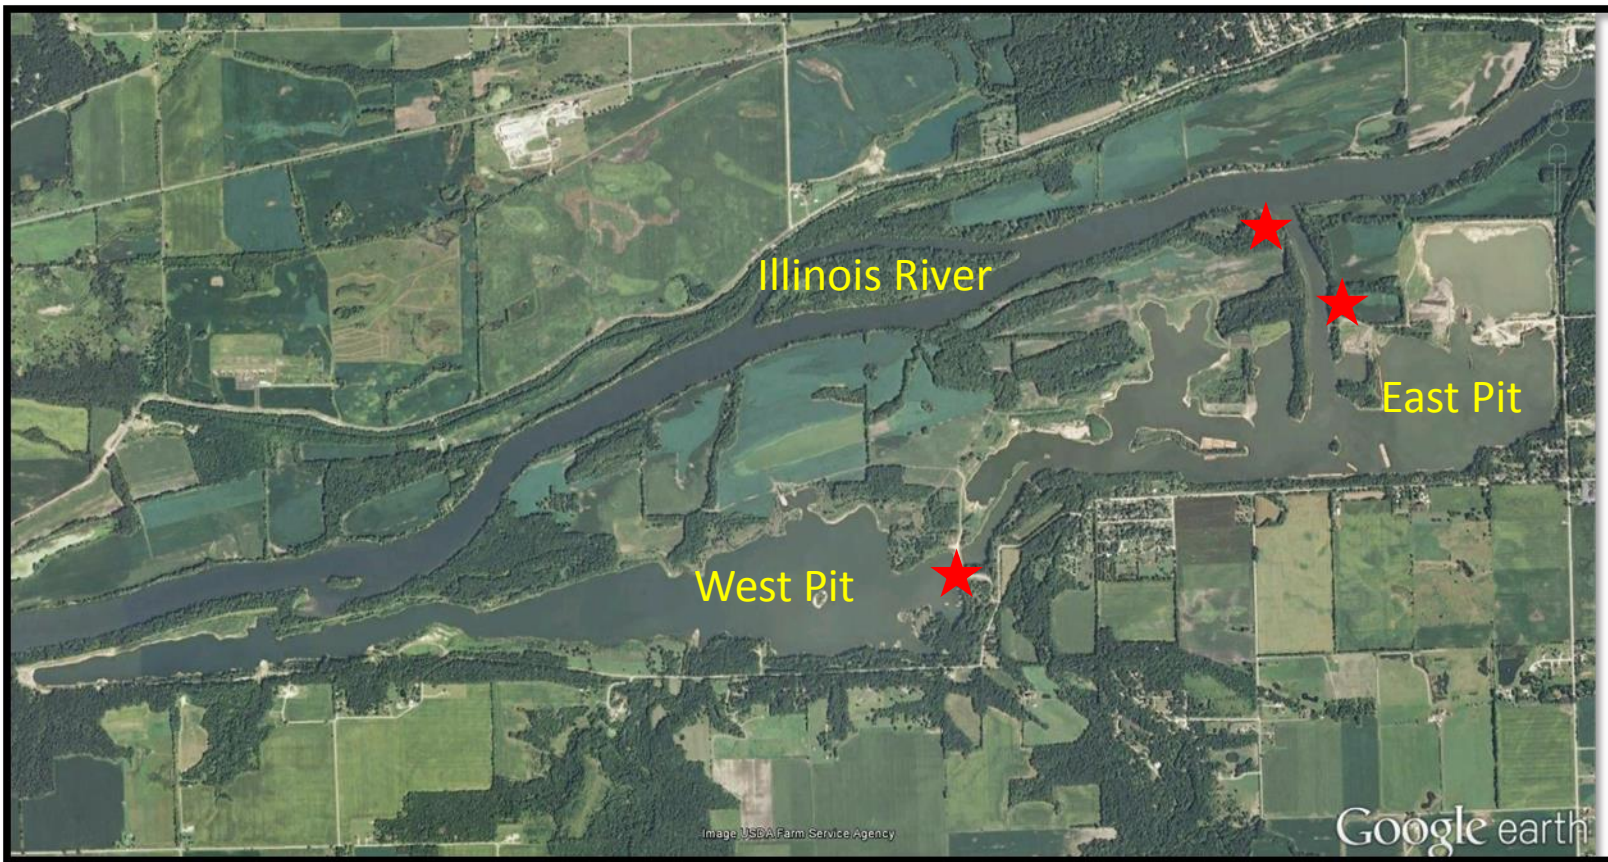 Illinois River
East Pit
West Pit
Image USDA Farm Service Agency
Google earth